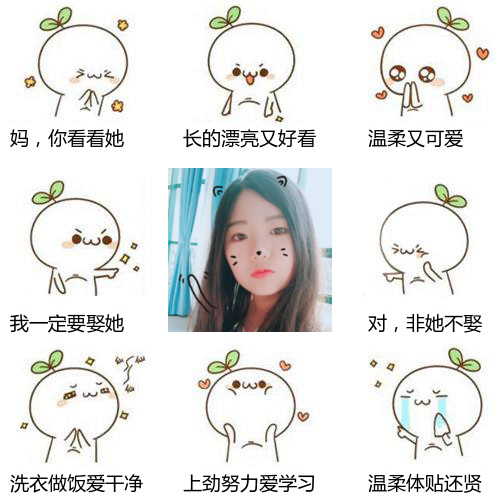 妈，你看看她
长的漂亮又好看
温柔又可爱
我一定要娶她
对，非她不娶
洗衣做饭爱干净
上劲努力爱学习
温柔体贴还贤